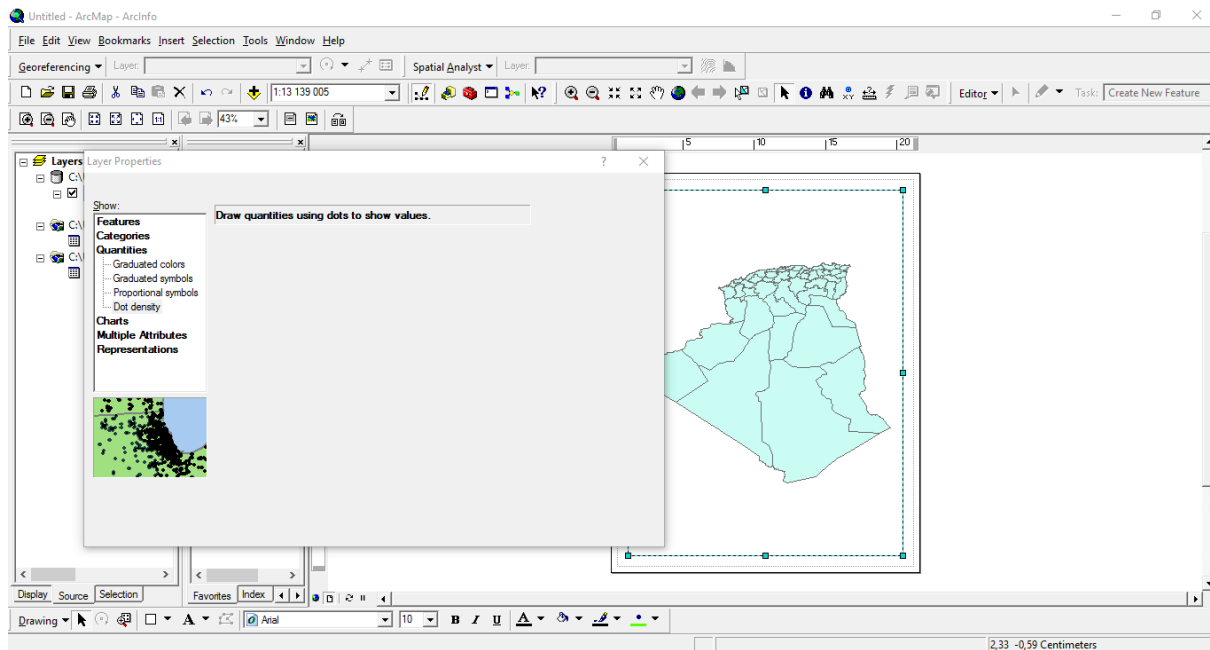 Untitled - ArcMap - ArcInfo
File Edit View Bookmarks Insert Selection Tools Window Help
Georeferencing Layer: Spatial Analyst Layer:
1:13 139 005 Editor Task: Create New Feature
43%
5 10 15 20
Layers
C:\
C:\
C:\
Layer Properties ?
Show:
Features
Categories
Quantities
Graduated colors
Graduated symbols
Proportional symbols
Dot density
Charts
Multiple Attributes
Representations
Draw quantities using dots to show values.
Display Source Selection Favorites Index
Drawing A Arial 10 B I U A
2,33 -0,59 Centimeters